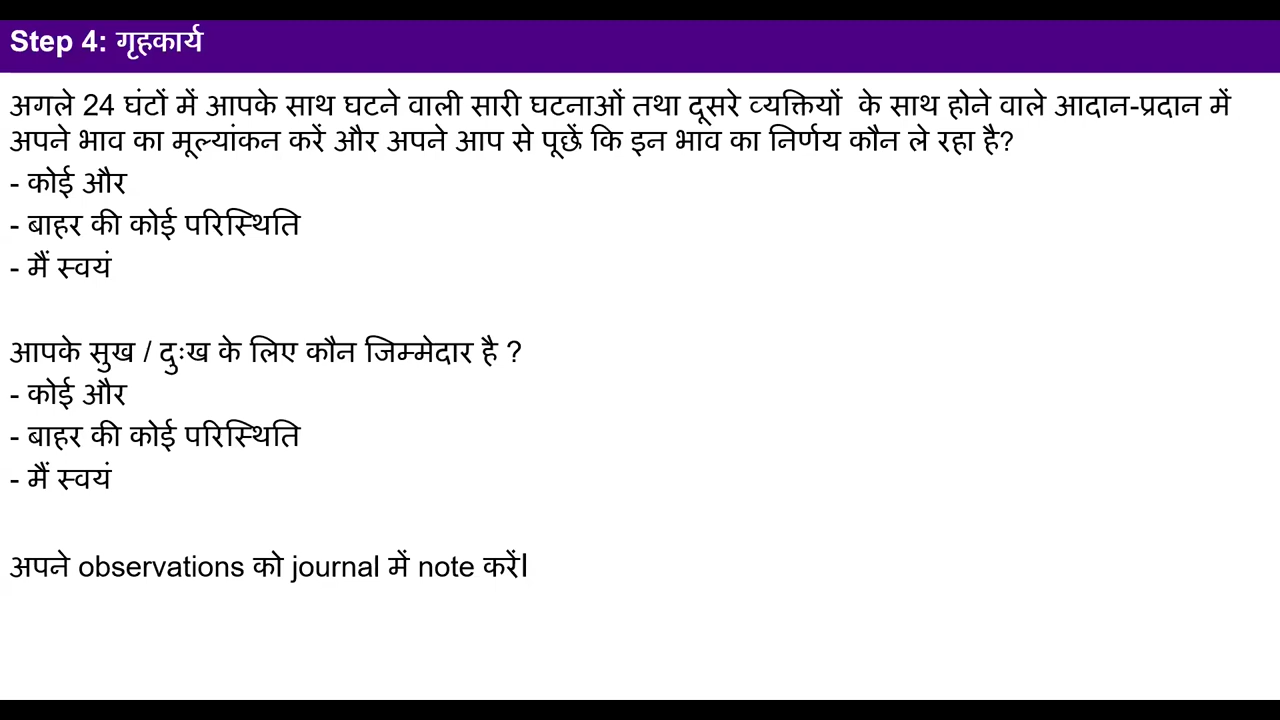 Step 4: गृहकार्य
अगले 24 घंटों में आपके साथ घटने वाली सारी घटनाओं तथा दूसरे व्यक्तियों के साथ होने वाले आदान-प्रदान में
अपने भाव का मूल्यांकन करें और अपने आप से पूछें कि इन भाव का निर्णय कौन ले रहा है?
- कोई और
- बाहर की कोई परिस्थिति
- मैं स्वयं
आपके सुख / दुःख के लिए कौन जिम्मेदार है ?
- कोई और
- बाहर की कोई परिस्थिति
- मैं स्वयं
अपने observations को journal में note करें।